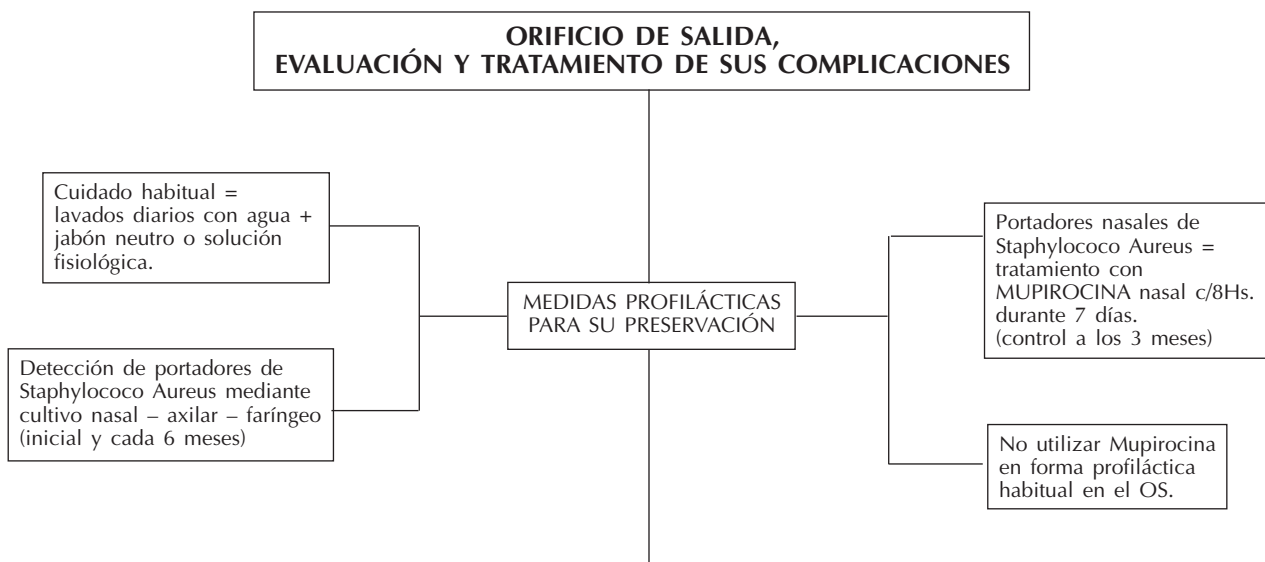 ORIFICIO DE SALIDA,
EVALUACIÓN Y TRATAMIENTO DE SUS COMPLICACIONES
Cuidado habitual =
lavados diarios con agua +
jabón neutro o solución
fisiológica.
Detección de portadores de
Staphylococo Aureus mediante
cultivo nasal – axilar – faríngeo
(inicial y cada 6 meses)
MEDIDAS PROFILÁCTICAS
PARA SU PRESERVACIÓN
Portadores nasales de
Staphylococo Aureus =
tratamiento con
MUPIROCINA nasal c/8Hs.
durante 7 días.
(control a los 3 meses)
No utilizar Mupirocina
en forma profiláctica
habitual en el OS.